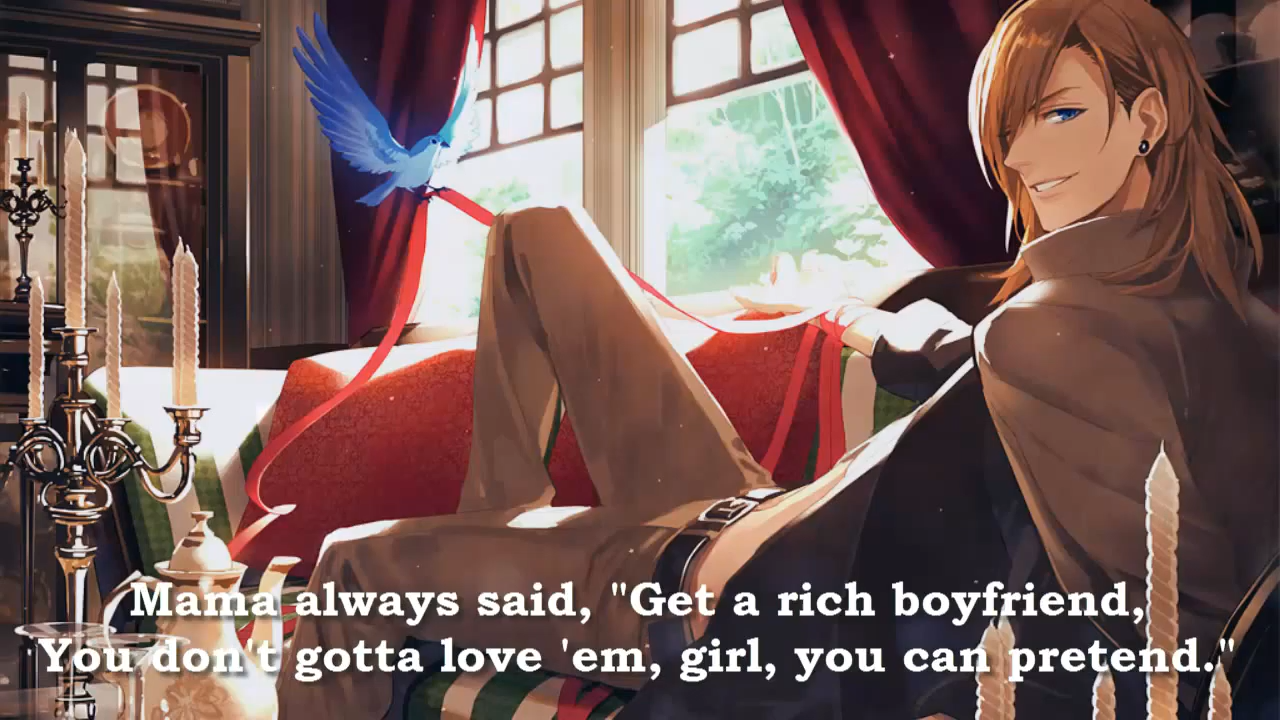 Mama always said, "Get a rich boyfriend,
You don't gotta love 'em, girl, you can pretend."